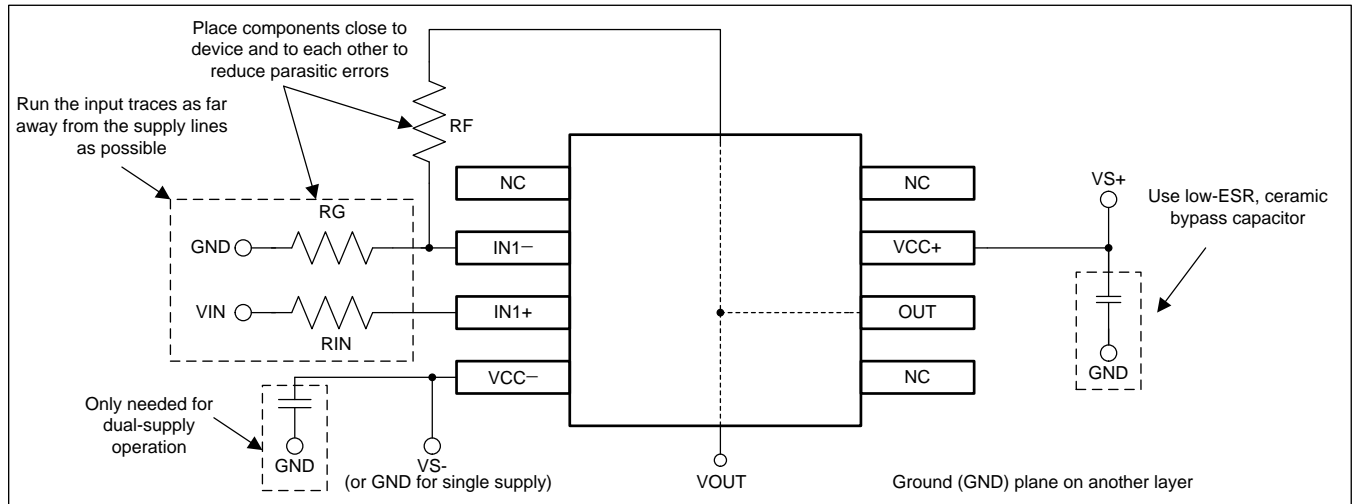 Place components close to
device and to each other to
reduce parasitic errors
Run the input traces as far
away from the supply lines
as possible
RF
NC
NC
VS+
Use low-ESR, ceramic
bypass capacitor
RG
GND
IN1−
VCC+
VIN
IN1+
OUT
RIN
VCC−
NC
GND
Only needed for
dual-supply
operation
GND
VS-
(or GND for single supply)
VOUT
Ground (GND) plane on another layer